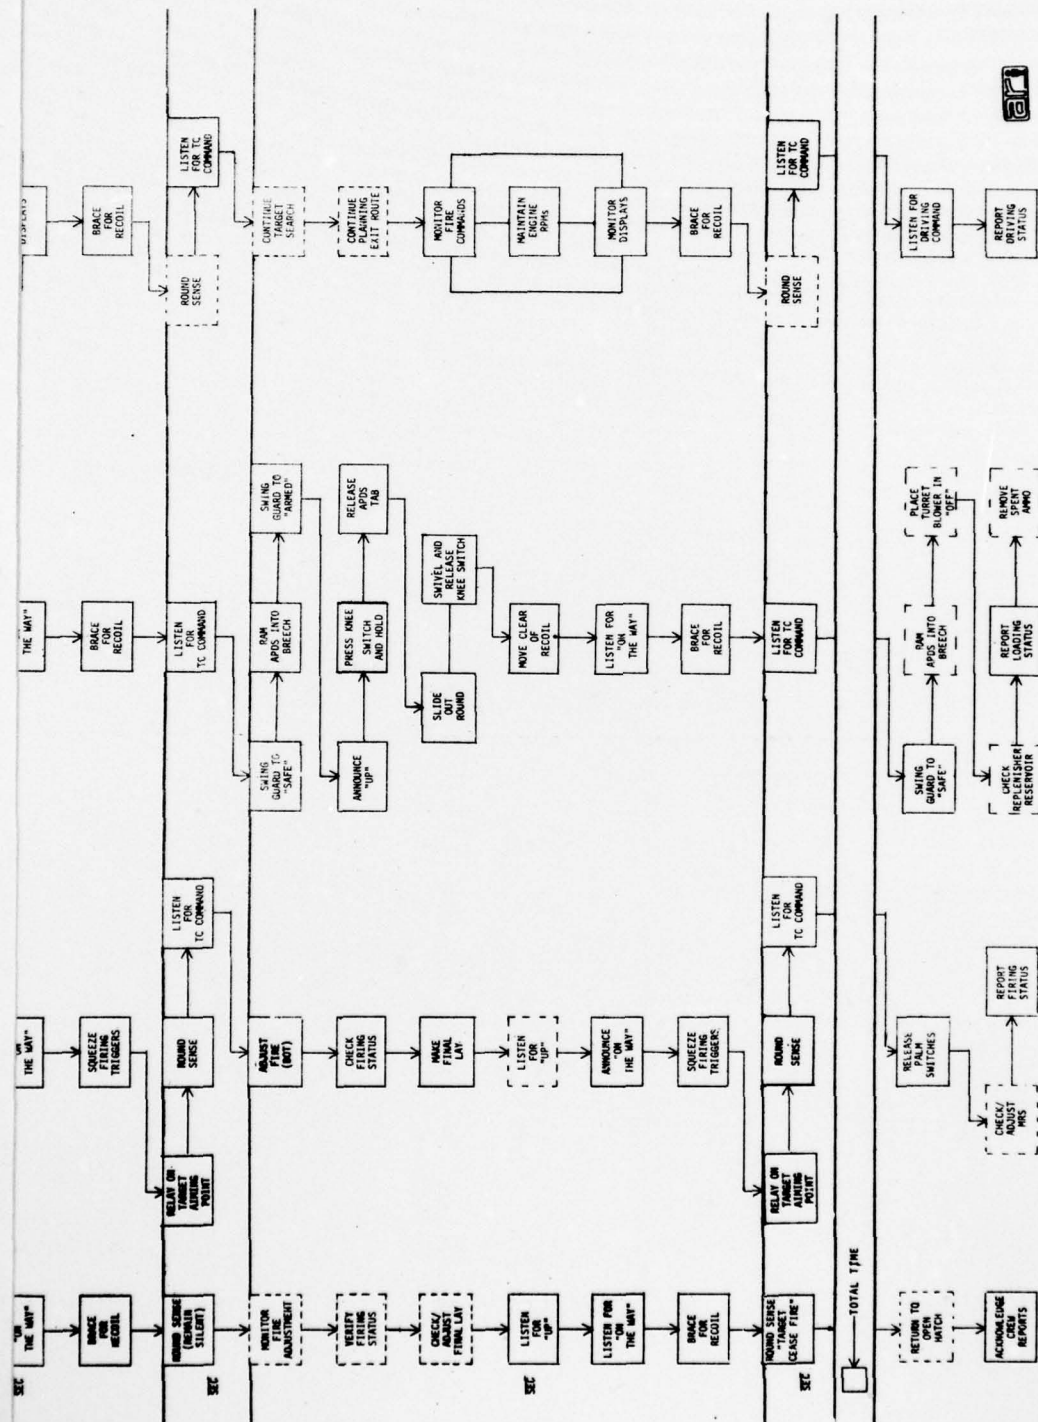 THE WAY"
BRACE
FOR
RECOIL
ROUND SENSE
(REMAIN
SILENT)
MONITOR
FIRE
ADJUSTMENT
VERIFY
FIRING
STATUS
CHECK/
ADJUST
FINAL LAY
LISTEN
FOR
"UP"
LISTEN FOR
"ON
THE WAY"
BRACE
FOR
RECOIL
ROUND SENSE
"TARGET
CEASE FIRE"
TOTAL TIME
RETURN TO
OPEN
HATCH
ACKNOWLEDGE
CREW
REPORTS
THE WAY"
SQUEEZE
FIRING
TRIGGERS
RELAY ON
TARGET
AIMING
POINT
ROUND
SENSE
LISTEN
FOR
TC COMMAND
ADJUST
FIRE
(BOT)
CHECK
FIRING
STATUS
MAKE
FINAL
LAY
LISTEN
FOR
"UP"
ANNOUNCE
"ON
THE WAY"
SQUEEZE
FIRING
TRIGGERS
RELAY ON
TARGET
AIMING
POINT
ROUND
SENSE
LISTEN
FOR
TC COMMAND
RELEASE
PALM
SWITCHES
CHECK/
ADJUST
MRS
REPORT
FIRING
STATUS
THE WAY"
BRACE
FOR
RECOIL
LISTEN
FOR
TC COMMAND
SWING
GUARD TO
"SAFE"
RAM
APDS INTO
BREECH
SWING
GUARD TO
"ARMED"
ANNOUNCE
"UP"
PRESS KNEE
SWITCH
AND HOLD
RELEASE
APDS
TAB
SLIDE
OUT
ROUND
SWIVEL AND
RELEASE
KNEE SWITCH
MOVE CLEAR
OF
RECOIL
LISTEN FOR
"ON
THE WAY"
BRACE
FOR
RECOIL
LISTEN
FOR TC
COMMAND
SWING
GUARD TO
"SAFE"
RAM
APDS INTO
BREECH
PLACE
TURRET
BLOWER IN
"OFF"
CHECK
REPLENISHER
RESERVOIR
REPORT
LOADING
STATUS
REMOVE
SPENT
AMMO
DISPLAYS
BRACE
FOR
RECOIL
ROUND
SENSE
LISTEN
FOR TC
COMMAND
CONTINUE
TARGET
SEARCH
CONTINUE
PLANNING
EXIT ROUTE
MONITOR
FIRE
COMMANDS
MAINTAIN
ENGINE
RPMs
MONITOR
DISPLAYS
BRACE
FOR
RECOIL
ROUND
SENSE
LISTEN
FOR TC
COMMAND
LISTEN FOR
DRIVING
COMMAND
REPORT
DRIVING
STATUS
ari